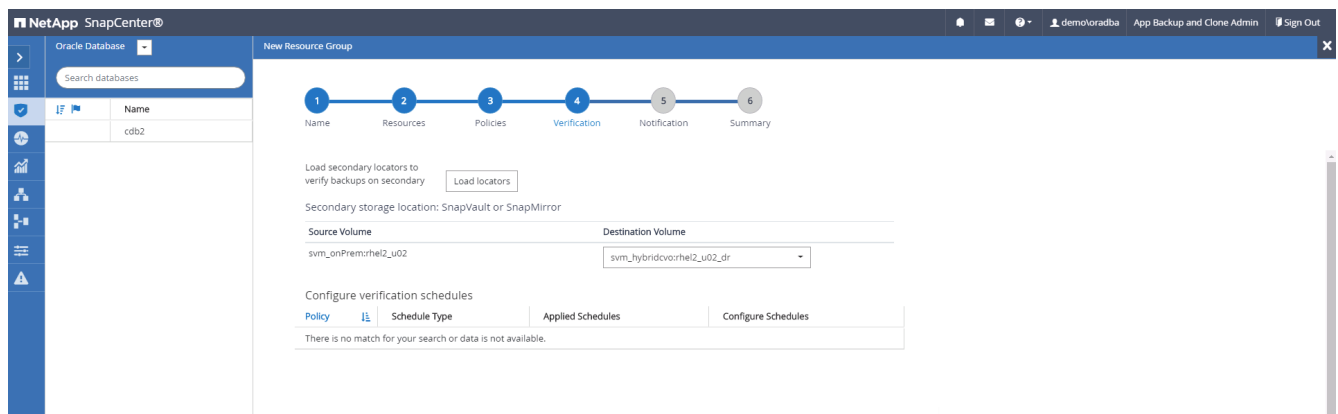 NetApp SnapCenter®
demo\oradba App Backup and Clone Admin Sign Out
Oracle Database
New Resource Group
Search databases
Name
cdb2
1 2 3 4 5 6
Name Resources Policies Verification Notification Summary
Load secondary locators to
verify backups on secondary
Load locators
Secondary storage location: SnapVault or SnapMirror
Source Volume Destination Volume
svm_onPrem:rhel2_u02 svm_hybridcvo:rhel2_u02_dr
Configure verification schedules
Policy Schedule Type Applied Schedules Configure Schedules
There is no match for your search or data is not available.